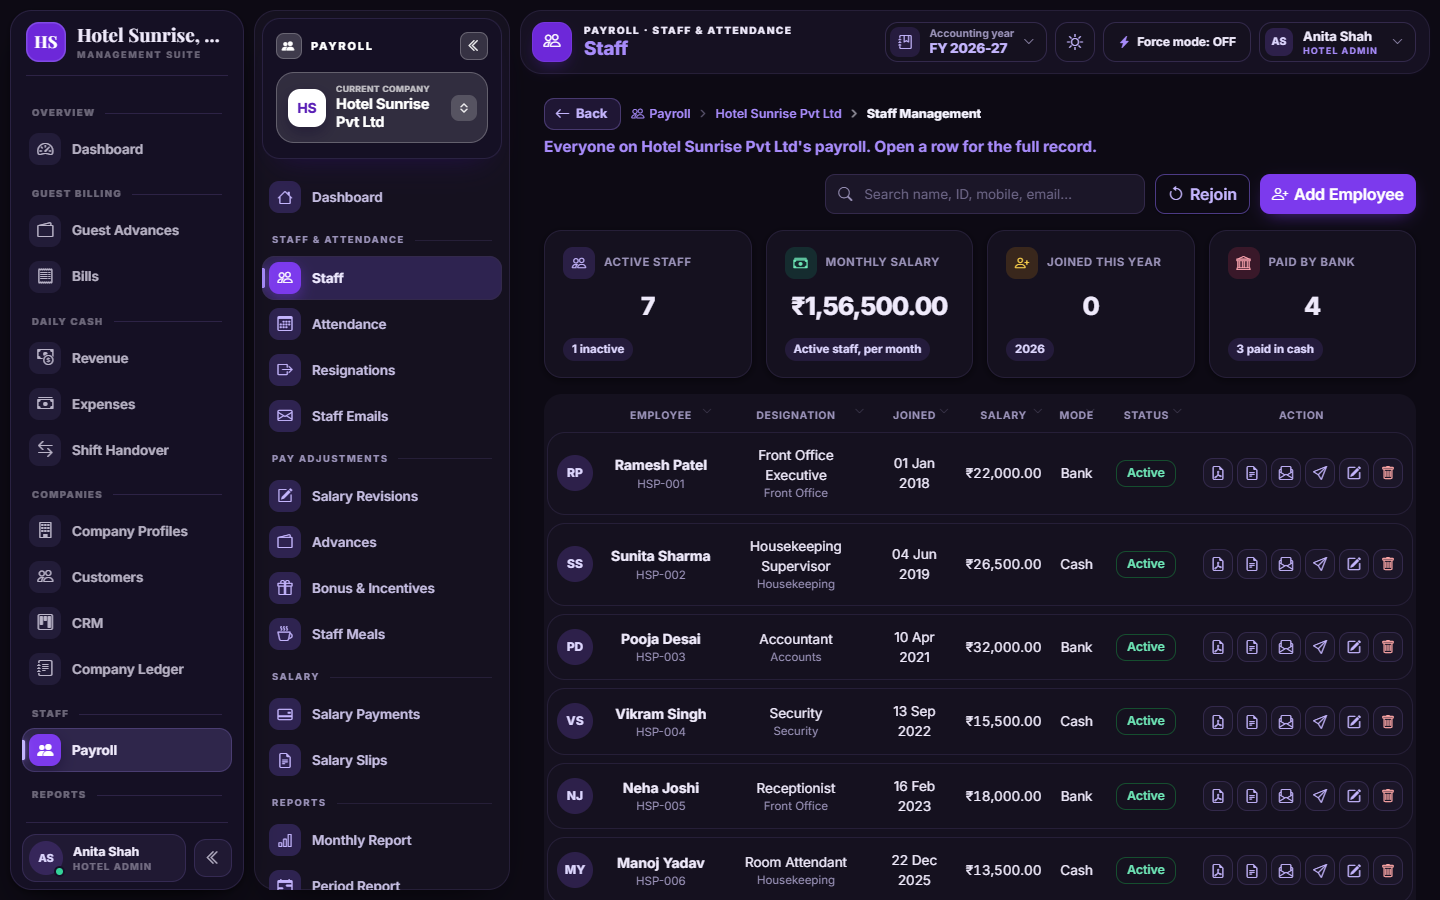 HS
Hotel Sunrise, ...
MANAGEMENT SUITE
OVERVIEW
Dashboard
GUEST BILLING
Guest Advances
Bills
DAILY CASH
Revenue
Expenses
Shift Handover
COMPANIES
Company Profiles
Customers
CRM
Company Ledger
STAFF
Payroll
REPORTS
AS
Anita Shah
HOTEL ADMIN
PAYROLL
HS
CURRENT COMPANY
Hotel Sunrise
Pvt Ltd
Dashboard
STAFF & ATTENDANCE
Staff
Attendance
Resignations
Staff Emails
PAY ADJUSTMENTS
Salary Revisions
Advances
Bonus & Incentives
Staff Meals
SALARY
Salary Payments
Salary Slips
REPORTS
Monthly Report
Period Report
PAYROLL · STAFF & ATTENDANCE
Staff
Accounting year
FY 2026-27
Force mode: OFF
AS
Anita Shah
HOTEL ADMIN
Back
Payroll
Hotel Sunrise Pvt Ltd
Staff Management
Everyone on Hotel Sunrise Pvt Ltd's payroll. Open a row for the full record.
Search name, ID, mobile, email...
Rejoin
Add Employee
ACTIVE STAFF
7
1 inactive
MONTHLY SALARY
₹1,56,500.00
Active staff, per month
JOINED THIS YEAR
0
2026
PAID BY BANK
4
3 paid in cash
EMPLOYEE DESIGNATION JOINED SALARY MODE STATUS ACTION
RP
Ramesh Patel
HSP-001
Front Office
Executive
Front Office
01 Jan
2018
₹22,000.00
Bank
Active
SS
Sunita Sharma
HSP-002
Housekeeping
Supervisor
Housekeeping
04 Jun
2019
₹26,500.00
Cash
Active
PD
Pooja Desai
HSP-003
Accountant
Accounts
10 Apr
2021
₹32,000.00
Bank
Active
VS
Vikram Singh
HSP-004
Security
Security
13 Sep
2022
₹15,500.00
Cash
Active
NJ
Neha Joshi
HSP-005
Receptionist
Front Office
16 Feb
2023
₹18,000.00
Bank
Active
MY
Manoj Yadav
HSP-006
Room Attendant
Housekeeping
22 Dec
2025
₹13,500.00
Cash
Active